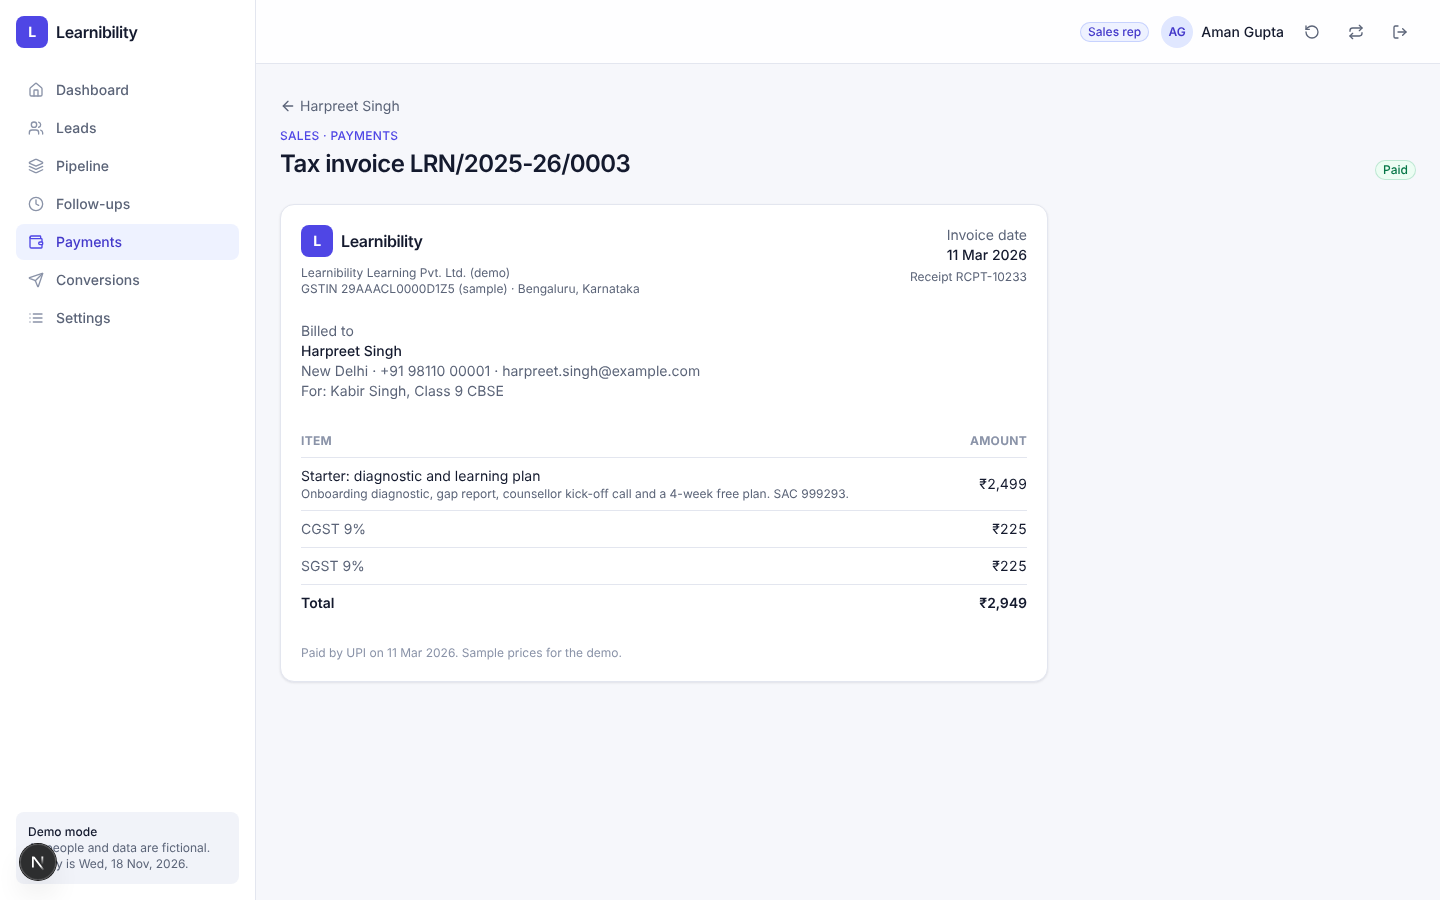 L Learnibility
Dashboard
Leads
Pipeline
Follow-ups
Payments
Conversions
Settings
Demo mode
people and data are fictional.
is Wed, 18 Nov, 2026.
N
Sales rep AG Aman Gupta
← Harpreet Singh
SALES · PAYMENTS
Tax invoice LRN/2025-26/0003
Paid
L Learnibility
Learnibility Learning Pvt. Ltd. (demo)
GSTIN 29AAACL0000D1Z5 (sample) · Bengaluru, Karnataka
Invoice date
11 Mar 2026
Receipt RCPT-10233
Billed to
Harpreet Singh
New Delhi · +91 98110 00001 · harpreet.singh@example.com
For: Kabir Singh, Class 9 CBSE
ITEM AMOUNT
Starter: diagnostic and learning plan ₹2,499
Onboarding diagnostic, gap report, counsellor kick-off call and a 4-week free plan. SAC 999293.
CGST 9% ₹225
SGST 9% ₹225
Total ₹2,949
Paid by UPI on 11 Mar 2026. Sample prices for the demo.